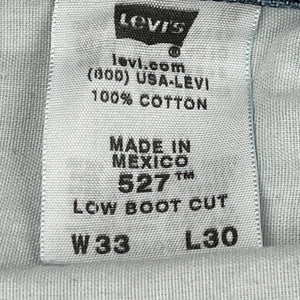 Levi's
®
levi.com
(800) USA-LEVI
100% COTTON
MADE IN
MEXICO
527™
LOW BOOT CUT
W33 L30